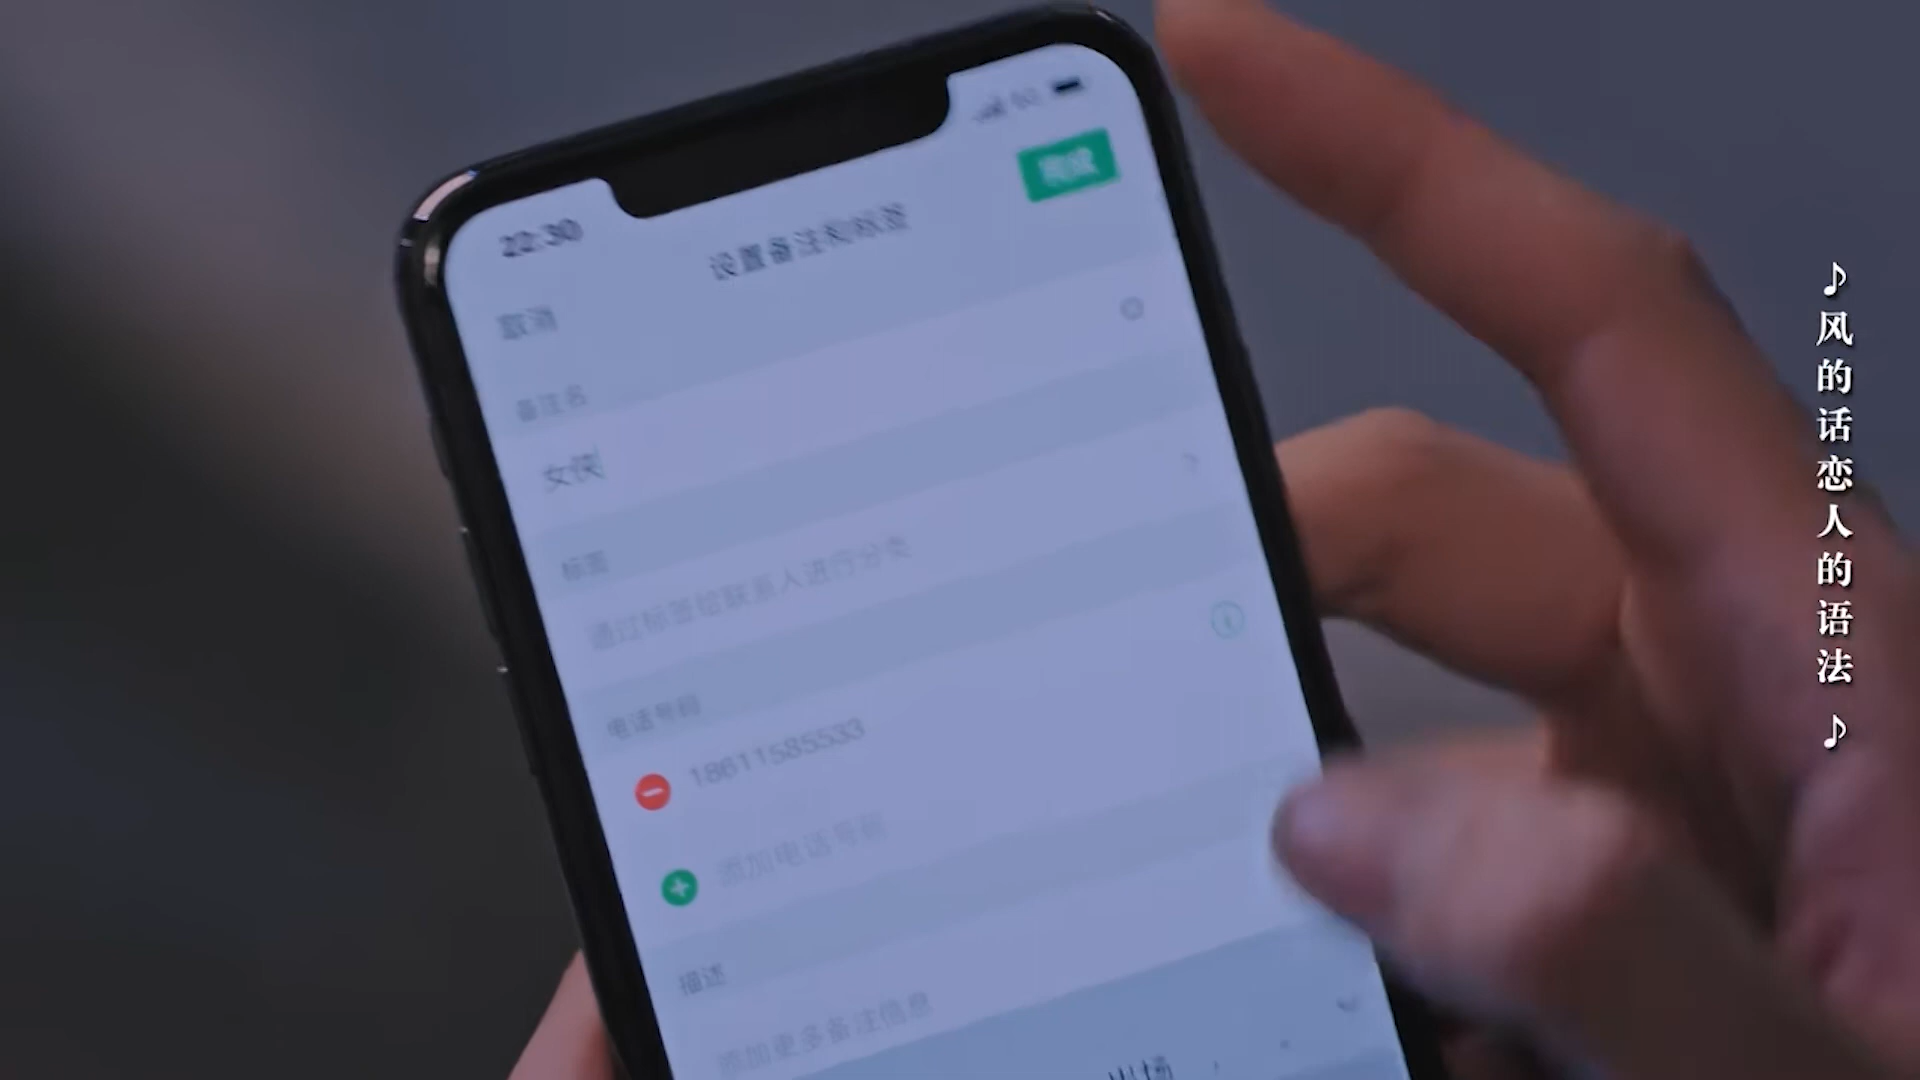 22:30
完成
设置备注和标签
取消
备注名
女侠
标签
通过标签给联系人进行分类
电话号码
18611585533
添加电话号码
描述
添加更多备注信息
出场
♪风的话恋人的语法♪